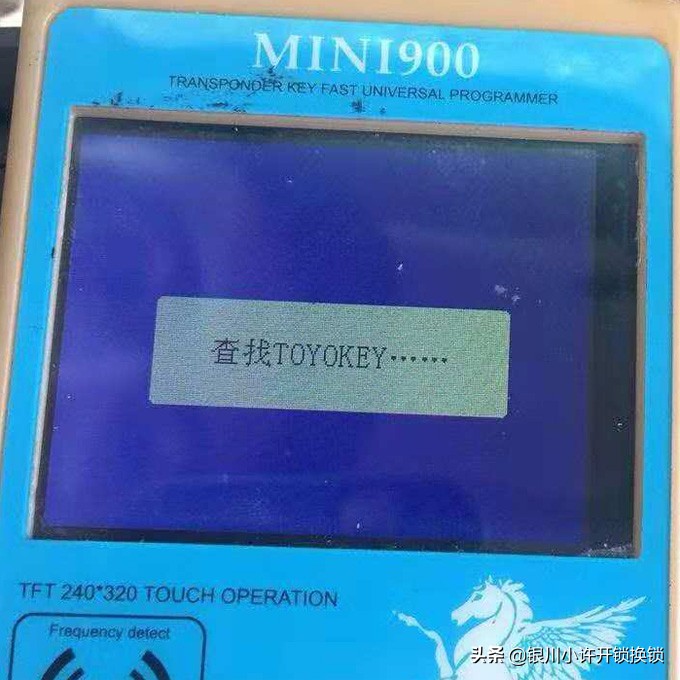 MINI900
TRANSPONDER KEY FAST UNIVERSAL PROGRAMMER
查找TOYOKEY······
TFT 240*320 TOUCH OPERATION
Frequency detect
头条 @银川小许开锁换锁